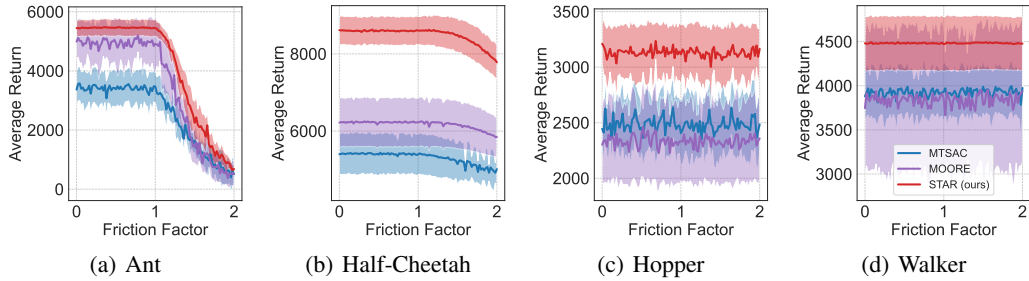 Average Return
6000
4000
2000
0
0
1
2
Friction Factor
(a) Ant
Average Return
8000
6000
0
1
2
Friction Factor
(b) Half-Cheetah
Average Return
3500
3000
2500
2000
0
1
2
Friction Factor
(c) Hopper
Average Return
4500
4000
3500
3000
MTSAC
MOORE
STAR (ours)
0
1
2
Friction Factor
(d) Walker